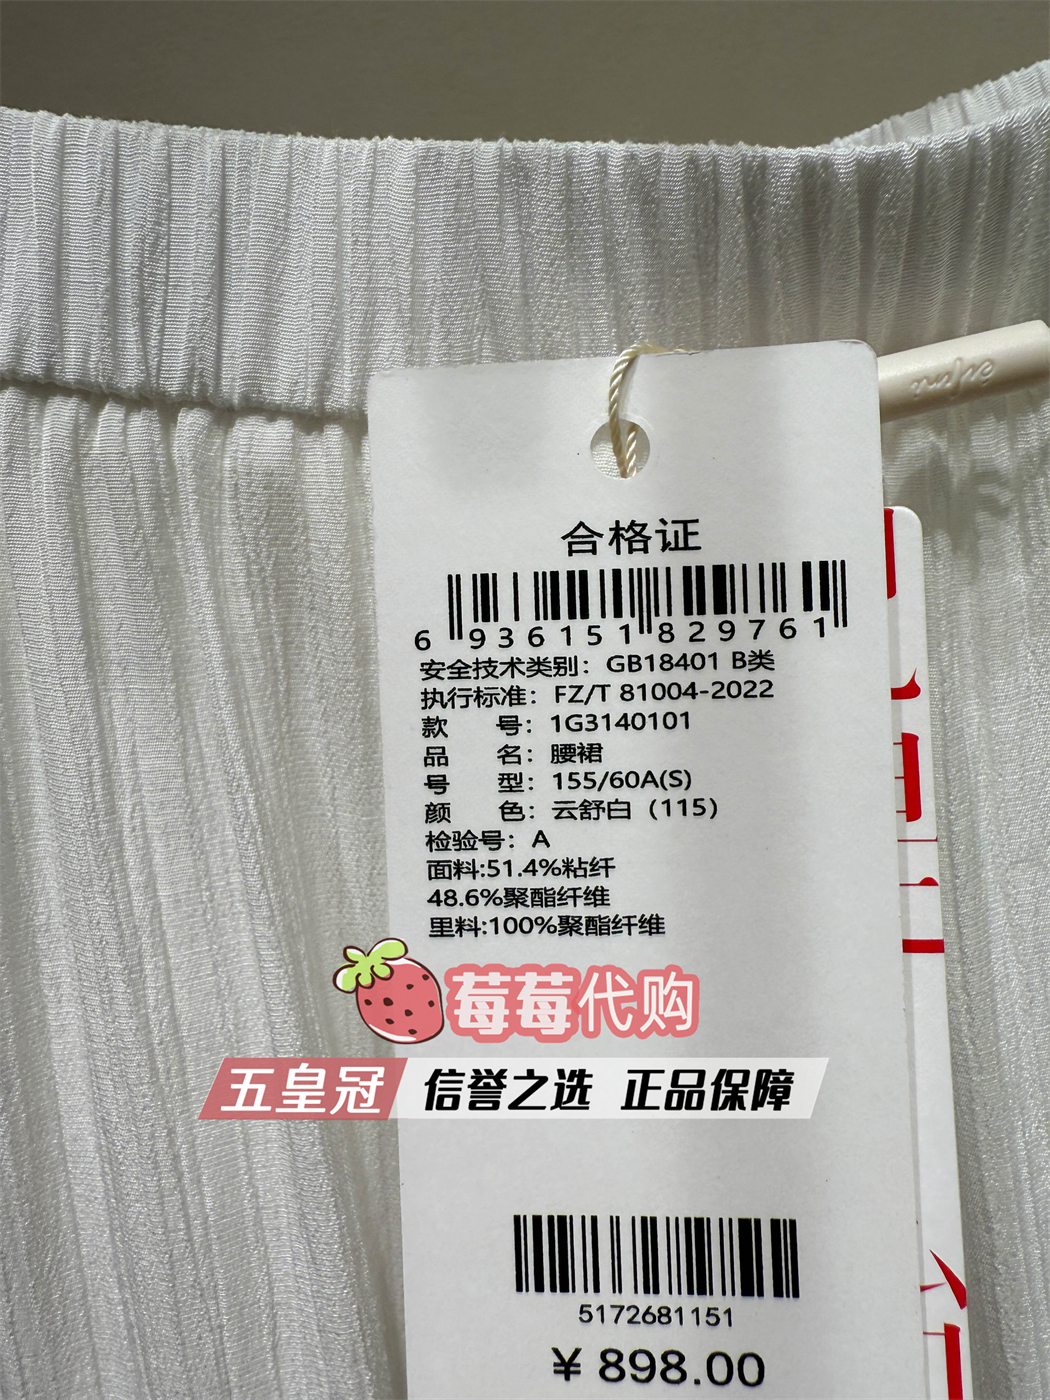 合格证
6 936151 829761
安全技术类别：GB18401 B类
执行标准：FZ/T 81004-2022
款 号：1G3140101
品 名：腰裙
号 型：155/60A(S)
颜 色：云舒白（115）
检验号：A
面料:51.4%粘纤
48.6%聚酯纤维
里料:100%聚酯纤维
莓莓代购
五皇冠 信誉之选 正品保障
5172681151
¥ 898.00